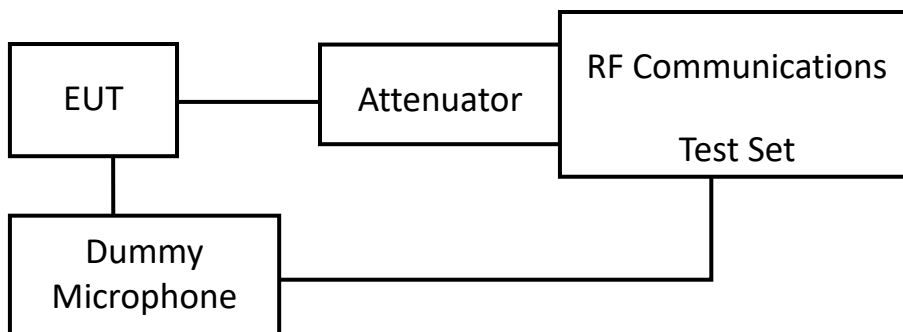 EUT
Attenuator
RF Communications
Test Set
Dummy
Microphone